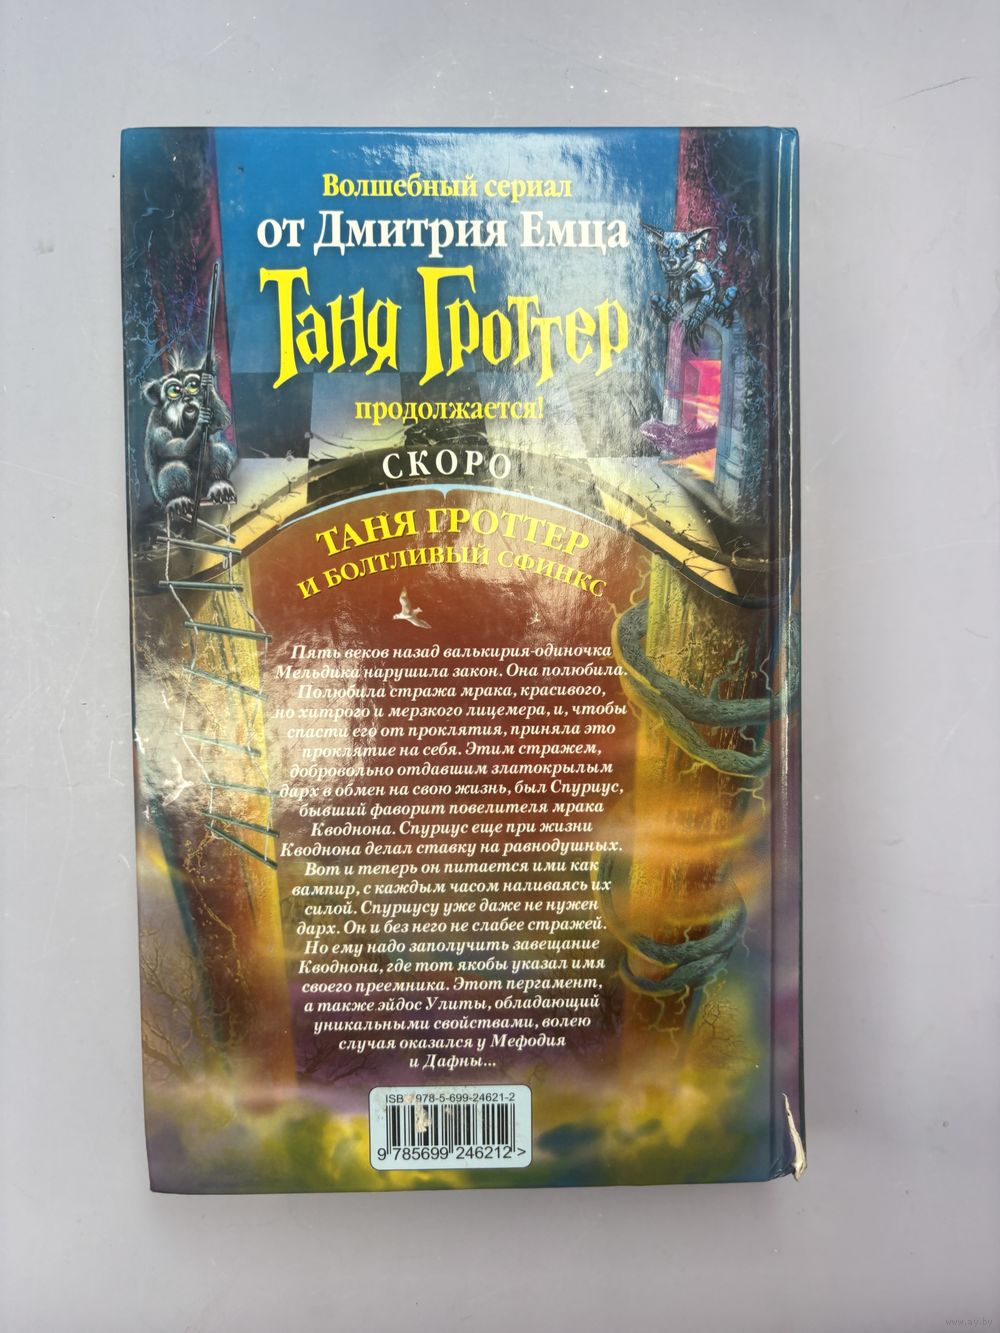 Волшебный сериал
от Дмитрия Емца
Таня Гроттер
продолжается!
СКОРО
ТАНЯ ГРОТТЕР
И БОЛТЛИВЫЙ СФИНКС
Пять веков назад валькирия-одиночка
Мельдика нарушила закон. Она полюбила.
Полюбила стража мрака, красивого,
но хитрого и мерзкого лицемера, и, чтобы
спасти его от проклятия, приняла это
проклятие на себя. Этим стражем,
добровольно отдавшим златокрылым
дарх в обмен на свою жизнь, был Спуриус,
бывший фаворит повелителя мрака
Кводнона. Спуриус еще при жизни
Кводнона делал ставку на равнодушных.
Вот и теперь он питается ими как
вампир, с каждым часом наливаясь их
силой. Спуриусу уже даже не нужен
дарх. Он и без него не слабее стражей.
Но ему надо заполучить завещание
Кводнона, где тот якобы указал имя
своего преемника. Этот пергамент,
а также эйдос Улиты, обладающий
уникальными свойствами, волею
случая оказался у Мефодия
и Дафны...
ISBN 978-5-699-24621-2
9 785699 246212 >
www.ay.by